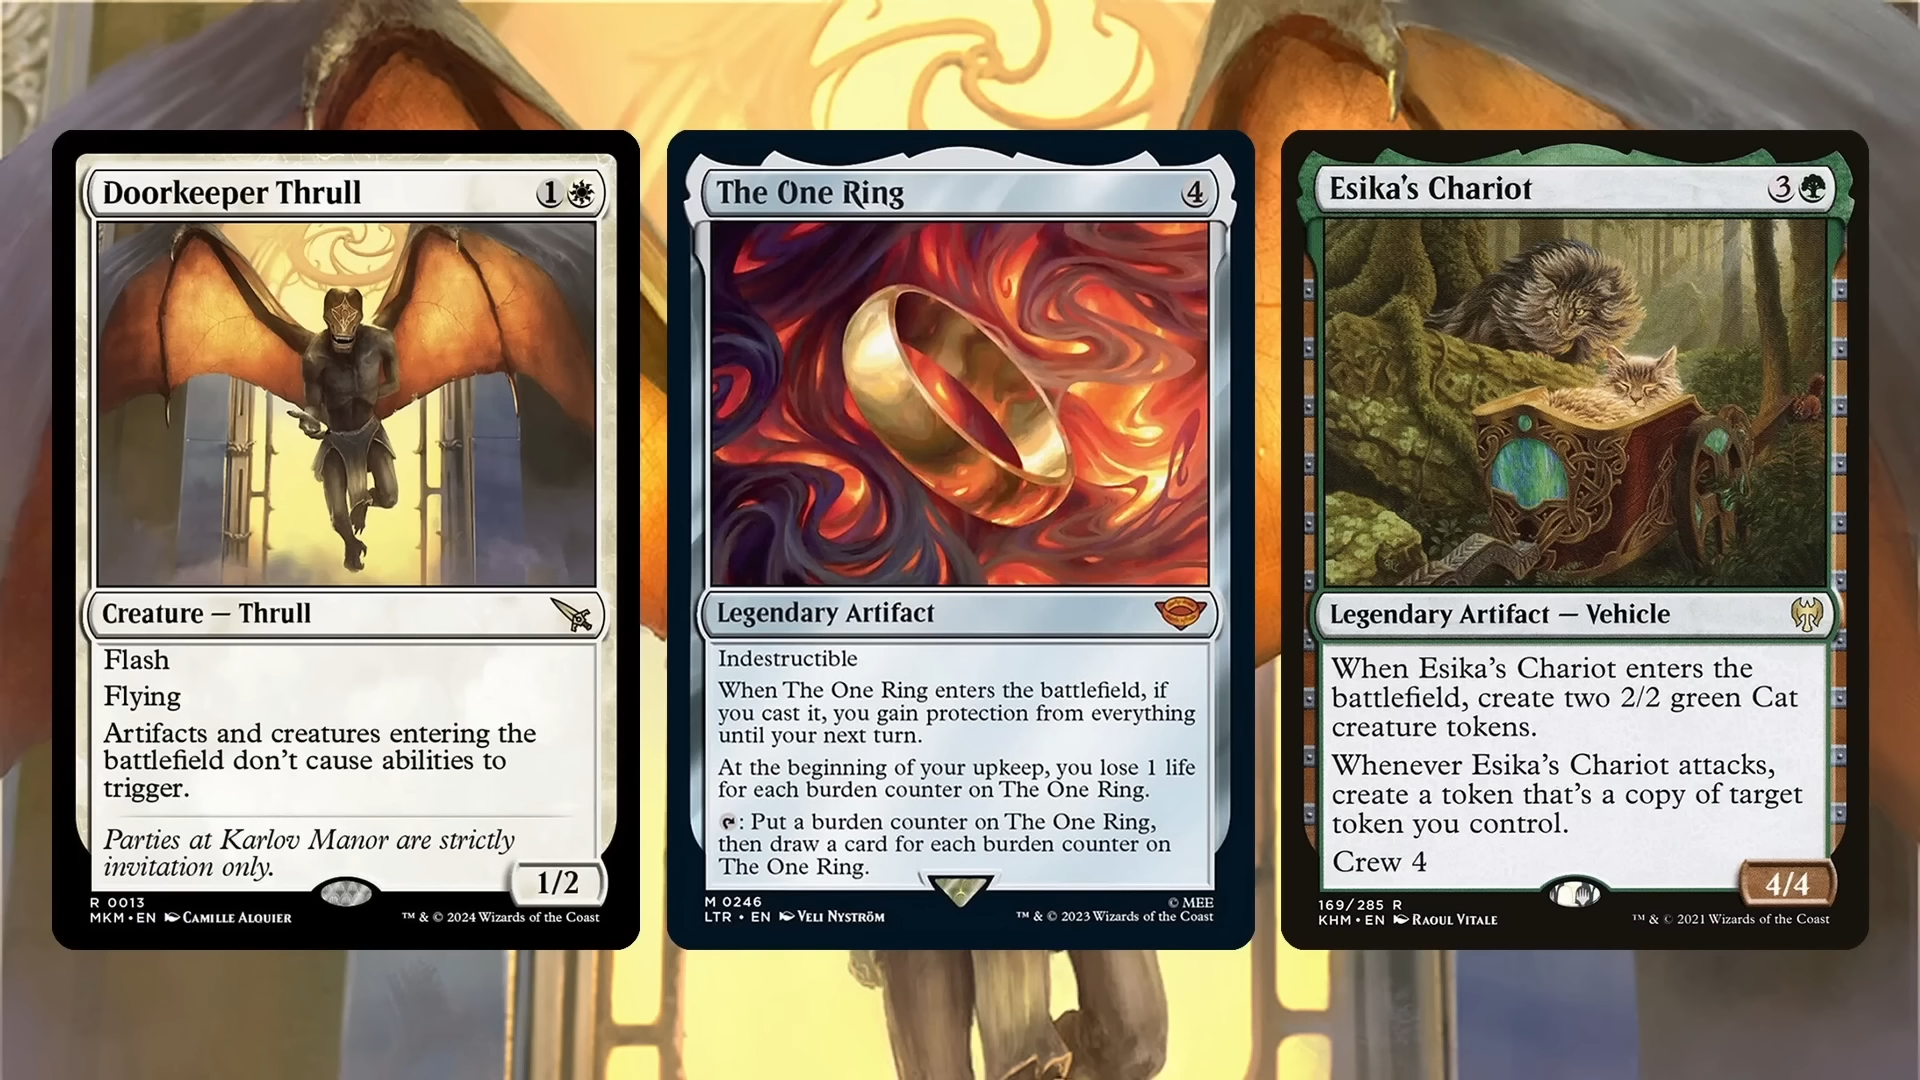 Doorkeeper Thrull
1
Creature — Thrull
Flash
Flying
Artifacts and creatures entering the
battlefield don't cause abilities to
trigger.
Parties at Karlov Manor are strictly
invitation only.
1/2
R 0013
MKM • EN Camille Alquier
™ & © 2024 Wizards of the Coast
The One Ring
4
Legendary Artifact
Indestructible
When The One Ring enters the battlefield, if
you cast it, you gain protection from everything
until your next turn.
At the beginning of your upkeep, you lose 1 life
for each burden counter on The One Ring.
: Put a burden counter on The One Ring,
then draw a card for each burden counter on
The One Ring.
M 0246
LTR • EN Veli Nyström
© MEE
™ & © 2023 Wizards of the Coast
Esika's Chariot
3
Legendary Artifact — Vehicle
When Esika's Chariot enters the
battlefield, create two 2/2 green Cat
creature tokens.
Whenever Esika's Chariot attacks,
create a token that's a copy of target
token you control.
Crew 4
4/4
169/285 R
KHM • EN Raoul Vitale
™ & © 2021 Wizards of the Coast